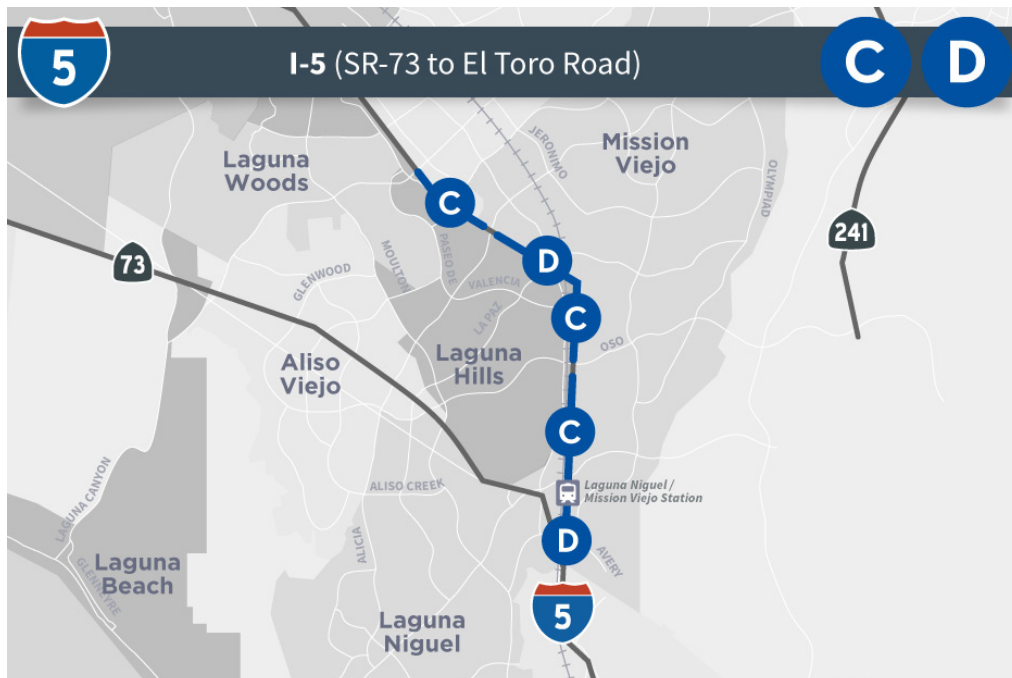 5
I-5 (SR-73 to El Toro Road)
C
D
JERONIMO
Mission
Viejo
Laguna
Woods
OLYMPIAD
C
241
MOULTON
PASEO DE
VALENCIA
D
73
GLENWOOD
LA PAZ
C
OSO
Laguna
Hills
Aliso
Viejo
C
ALISO CREEK
Laguna Niguel /
Mission Viejo Station
LAGUNA CANYON
ALICIA
D
AVERY
Laguna
Beach
GLENNEYRE
5
Laguna
Niguel